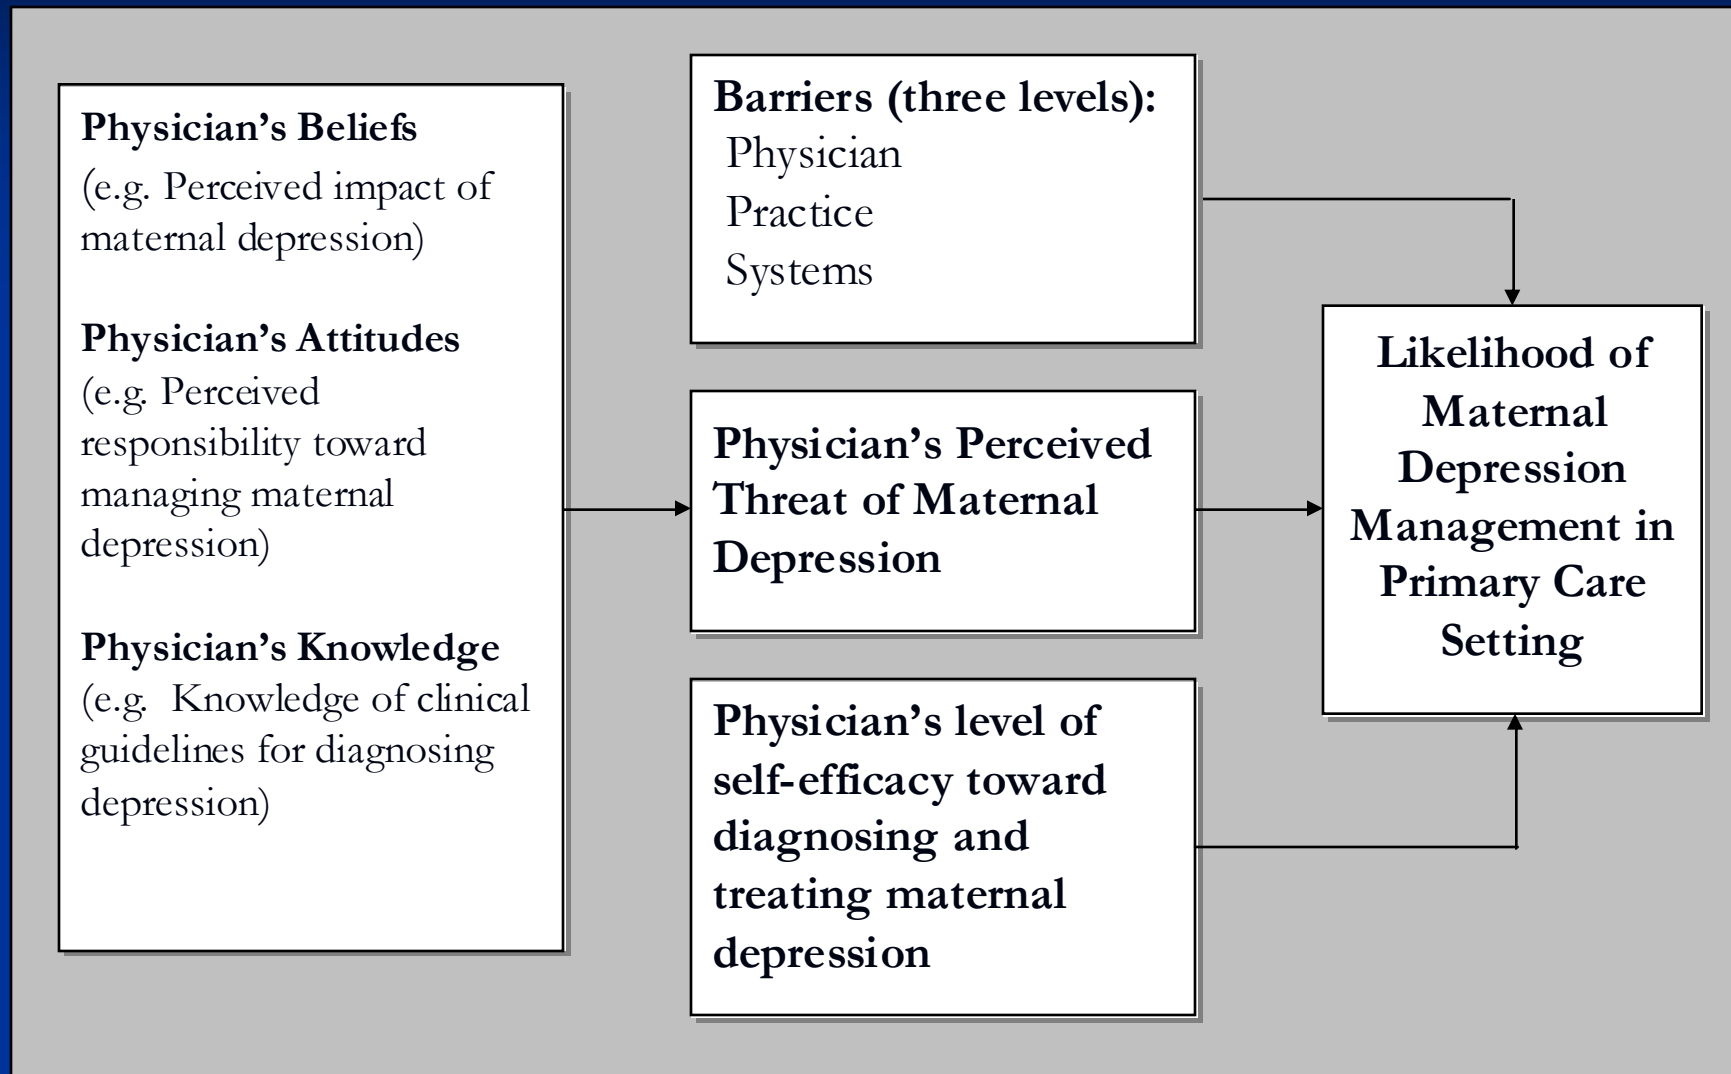 Physician’s Beliefs
(e.g. Perceived impact of
maternal depression)
Physician’s Attitudes
(e.g. Perceived
responsibility toward
managing maternal
depression)
Physician’s Knowledge
(e.g. Knowledge of clinical
guidelines for diagnosing
depression)
Barriers (three levels):
Physician
Practice
Systems
Physician’s Perceived
Threat of Maternal
Depression
Physician’s level of
self-efficacy toward
diagnosing and
treating maternal
depression
Likelihood of
Maternal
Depression
Management in
Primary Care
Setting